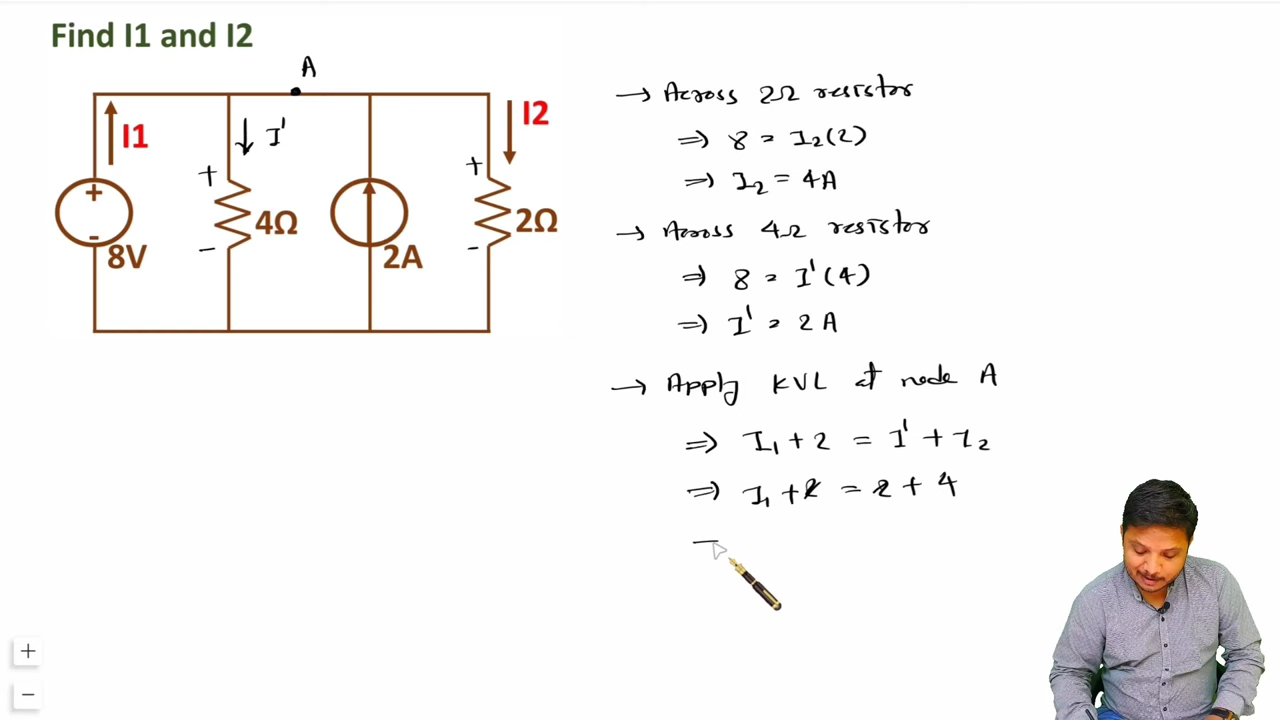 Find I1 and I2
A
I1
I'
I2
+
+
+
-
4Ω
2Ω
-
-
8V
2A
→ Across 2Ω resistor
⇒ 8 = I₂(2)
⇒ I₂ = 4A
→ Across 4Ω resistor
⇒ 8 = I'(4)
⇒ I' = 2A
→ Apply KVL at node A
⇒ I₁ + 2 = I' + I₂
⇒ I₁ + 2 = 2 + 4